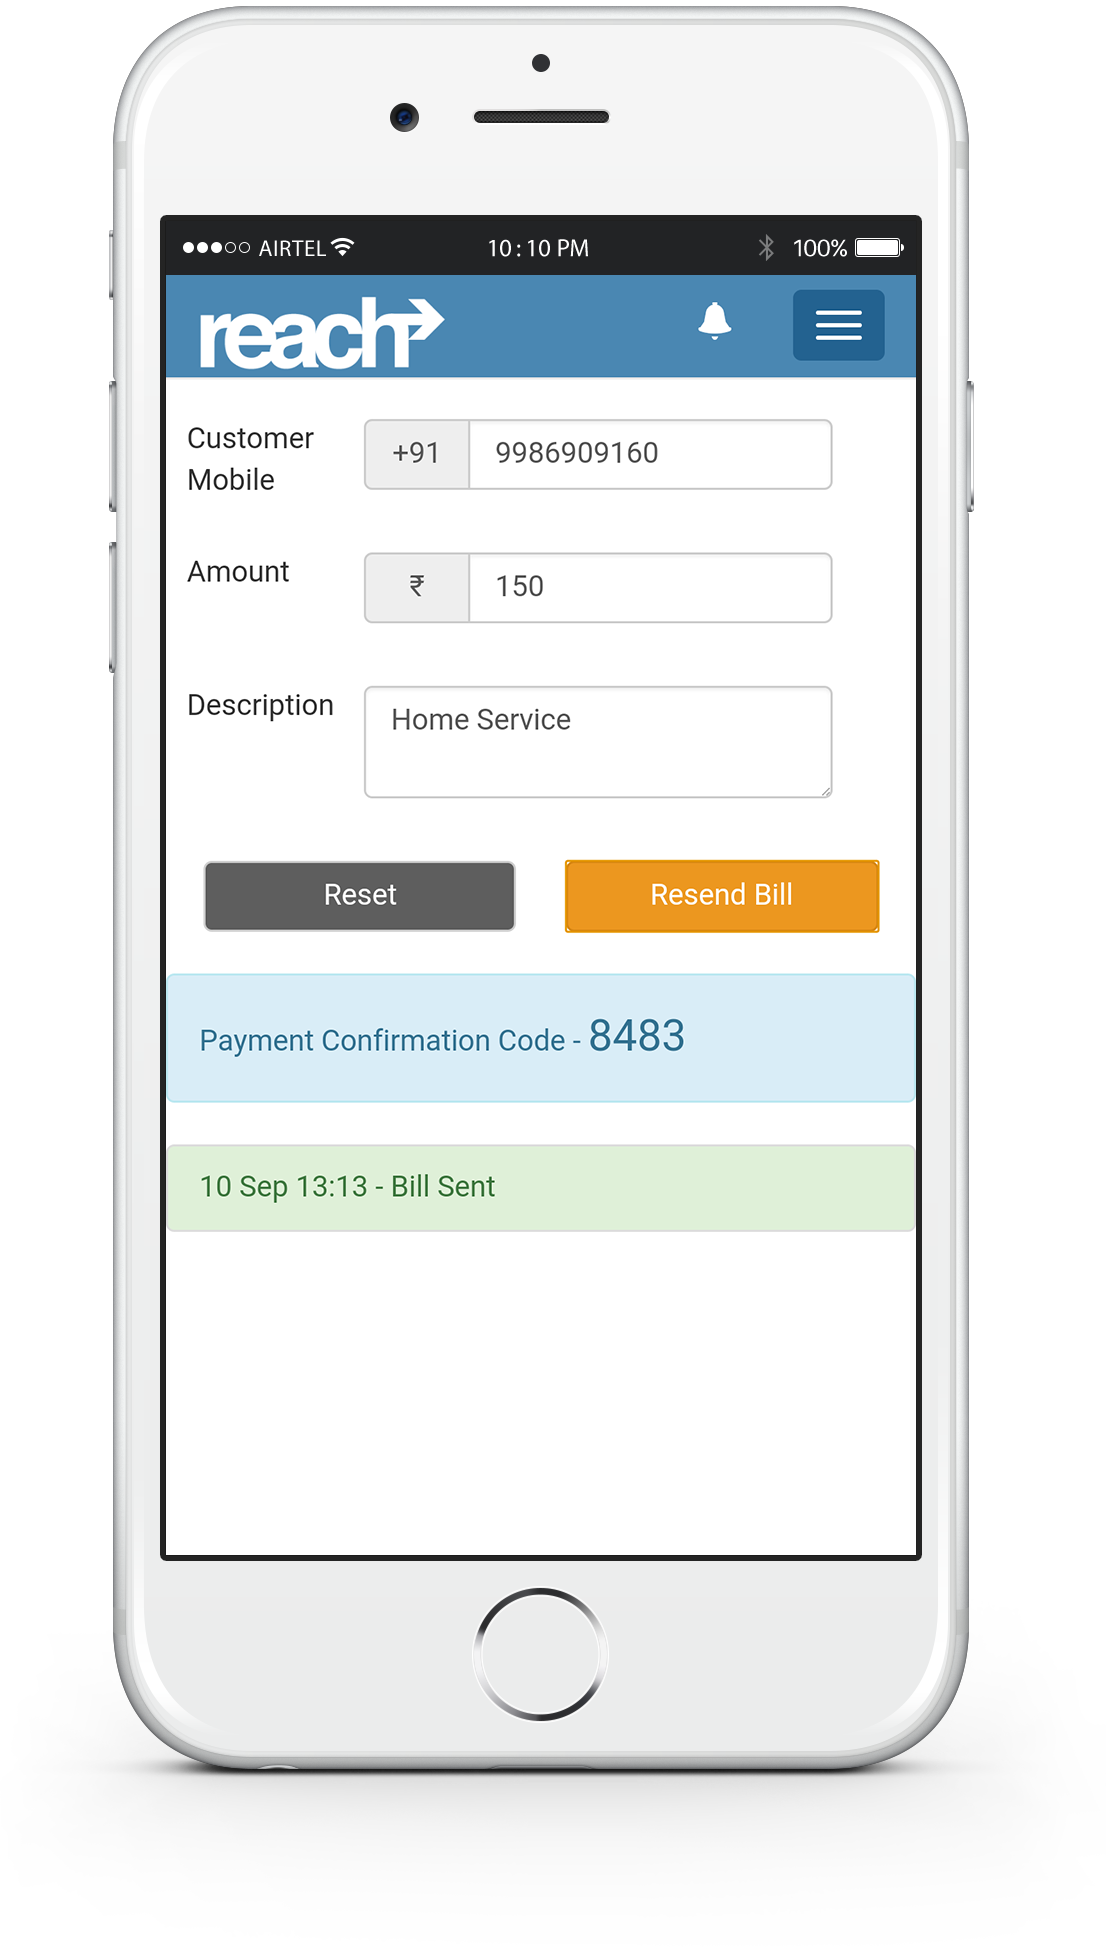 AIRTEL 10:10 PM 100%
reach
Customer Mobile
+91 9986909160
Amount ₹ 150
Description Home Service
Reset Resend Bill
Payment Confirmation Code - 8483
10 Sep 13:13 - Bill Sent